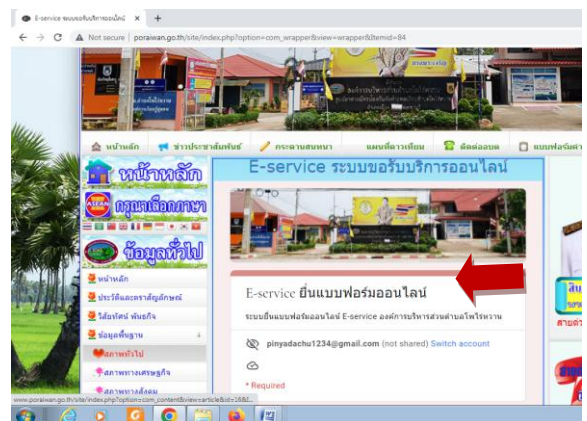 E-service ระบบขอรับบริการออนไลน์
Not secure | poraiwan.go.th/site/index.php?option=com_wrapper&view=wrapper&Itemid=84
หน้าหลัก
ข่าวประชาสัมพันธ์
กระดานสนทนา
แผนที่ดาวเทียม
ติดต่ออบต
แบบฟอร์มต่า
หน้าหลัก
ASEAN กรุณาเลือกภาษา
ข้อมูลทั่วไป
หน้าหลัก
ประวัติและตราสัญลักษณ์
วิสัยทัศน์ พันธกิจ
ข้อมูลพื้นฐาน
สภาพทั่วไป
สภาพทางเศรษฐกิจ
สภาพทางสังคม
E-service ระบบขอรับบริการออนไลน์
E-service ยื่นแบบฟอร์มออนไลน์
ระบบยื่นแบบฟอร์มออนไลน์ E-service องค์การบริหารส่วนตำบลโพไร่หวาน
pinyadachu1234@gmail.com (not shared) Switch account
* Required
สายด่ว
www.poraiwan.go.th/site/index.php?option=com_content&view=article&id=16&I...